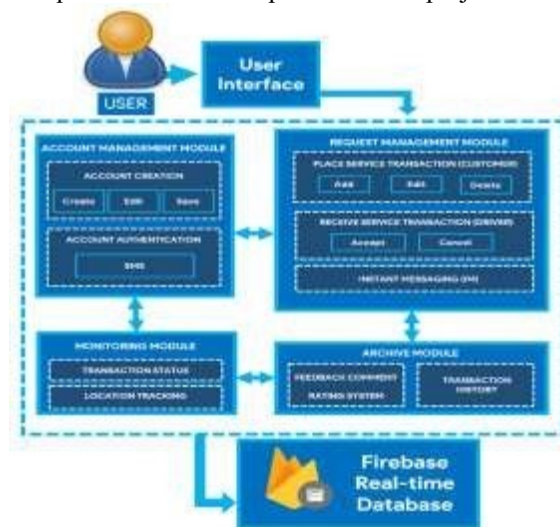 USER
User
Interface
ACCOUNT MANAGEMENT MODULE
ACCOUNT CREATION
Create
Edit
Save
ACCOUNT AUTHENTICATION
SMS
REQUEST MANAGEMENT MODULE
PLACE SERVICE TRANSACTION (CUSTOMER)
Add
Edit
Delete
RECEIVE SERVICE TRANSACTION (DRIVER)
Accept
Cancel
INSTANT MESSAGING (IM)
MONITORING MODULE
TRANSACTION STATUS
LOCATION TRACKING
ARCHIVE MODULE
FEEDBACK COMMENT
RATING SYSTEM
TRANSACTION
HISTORY
Firebase
Real-time
Database